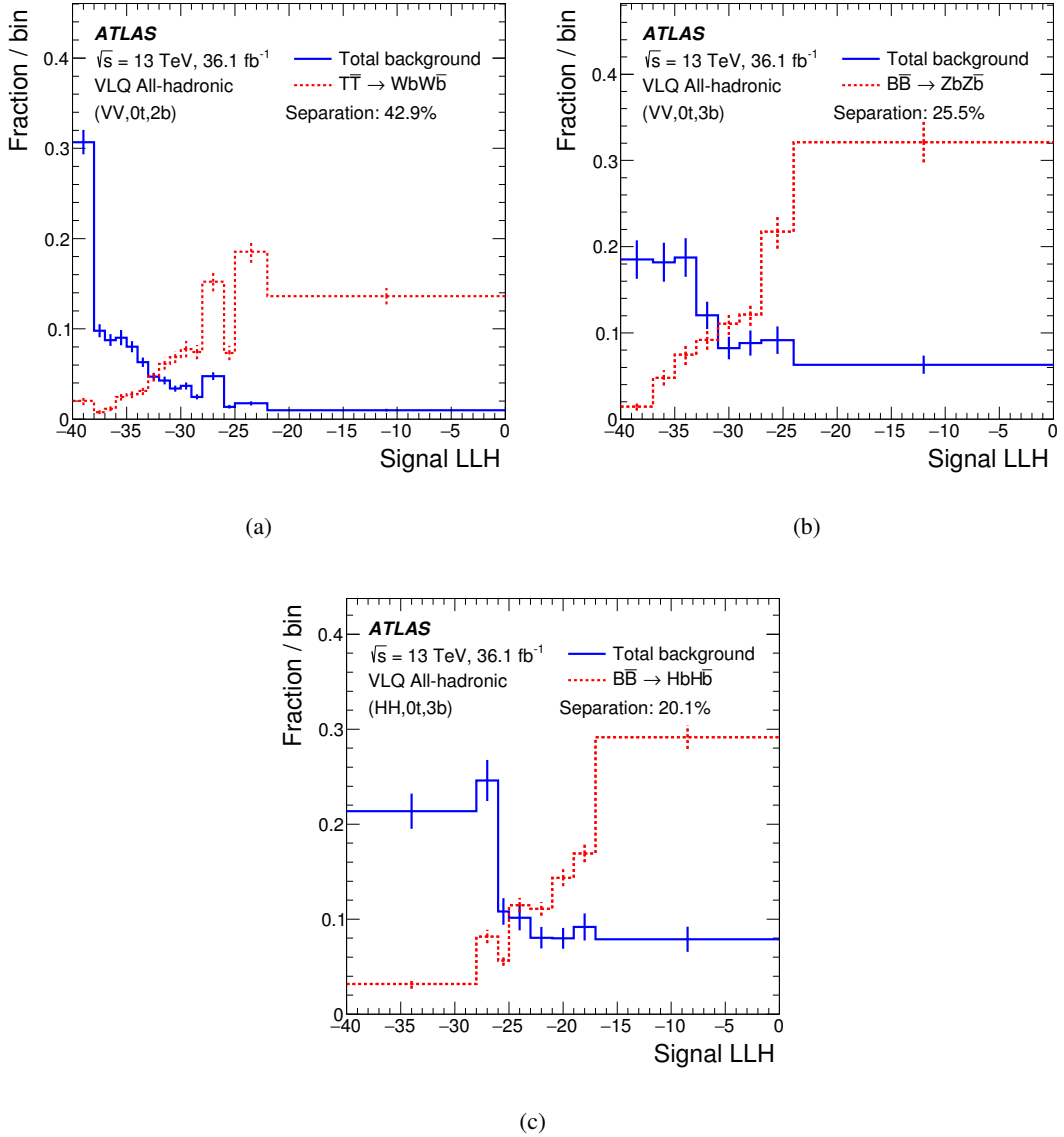 Fraction / bin
ATLAS
√s = 13 TeV, 36.1 fb⁻¹
VLQ All-hadronic
(VV,0t,2b)
Total background
TT̅ → WbWb̅
Separation: 42.9%
0.4
0.3
0.2
0.1
0
−40 −35 −30 −25 −20 −15 −10 −5 0
Signal LLH
(a)
Fraction / bin
ATLAS
√s = 13 TeV, 36.1 fb⁻¹
VLQ All-hadronic
(VV,0t,3b)
Total background
BB̅ → ZbZb̅
Separation: 25.5%
0.4
0.3
0.2
0.1
0
−40 −35 −30 −25 −20 −15 −10 −5 0
Signal LLH
(b)
Fraction / bin
ATLAS
√s = 13 TeV, 36.1 fb⁻¹
VLQ All-hadronic
(HH,0t,3b)
Total background
BB̅ → HbHb̅
Separation: 20.1%
0.4
0.3
0.2
0.1
0
−40 −35 −30 −25 −20 −15 −10 −5 0
Signal LLH
(c)